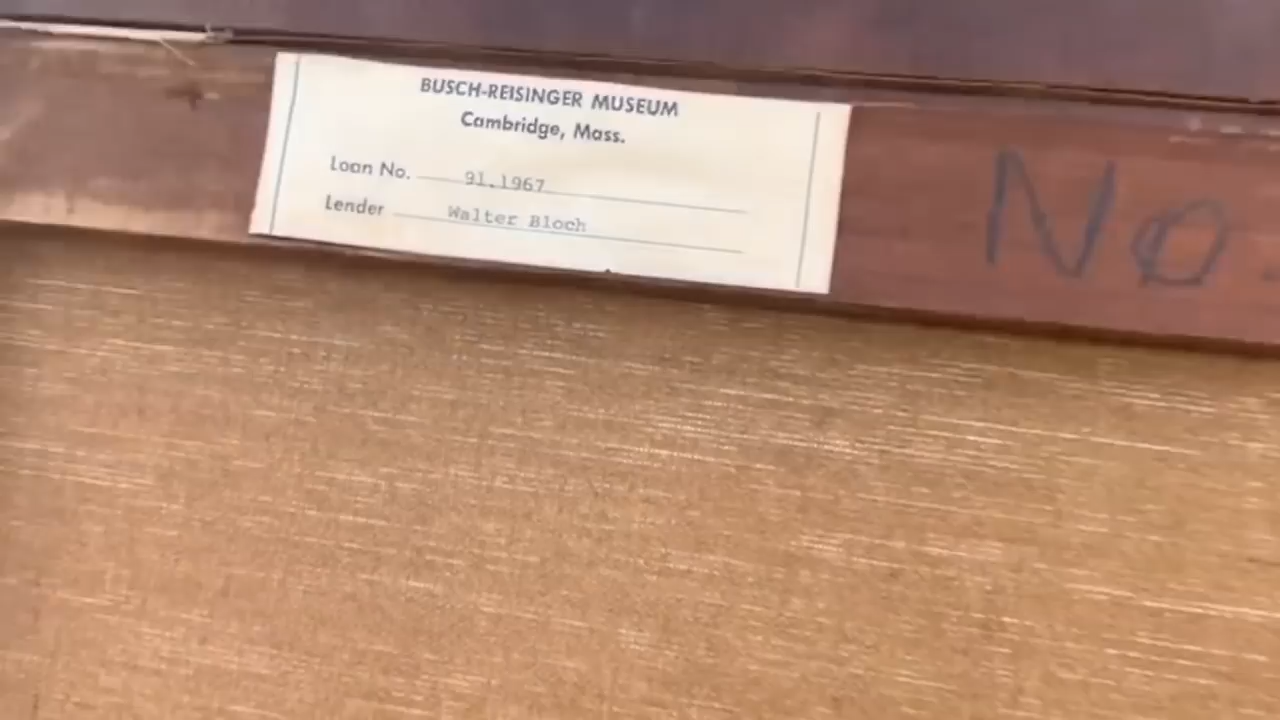 BUSCH-REISINGER MUSEUM
Cambridge, Mass.
Loan No. 91.1967
Lender Walter Bloch
No